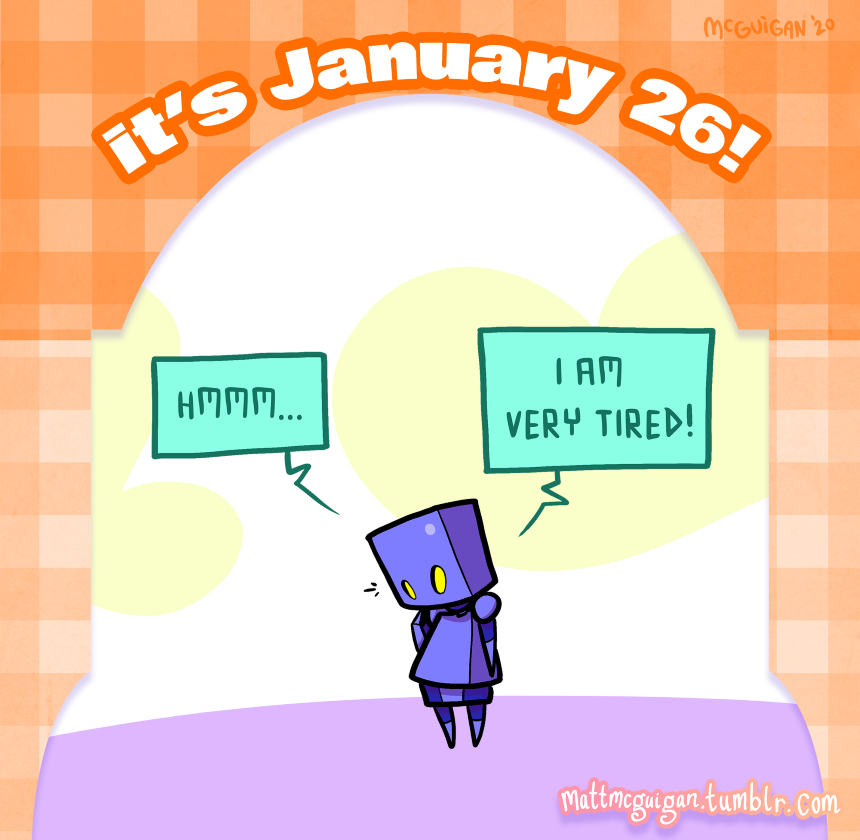 McGUiGAN '20
it's January 26!
HMMM...
I AM
VERY TIRED!
mattmcguigan.tumblr.com